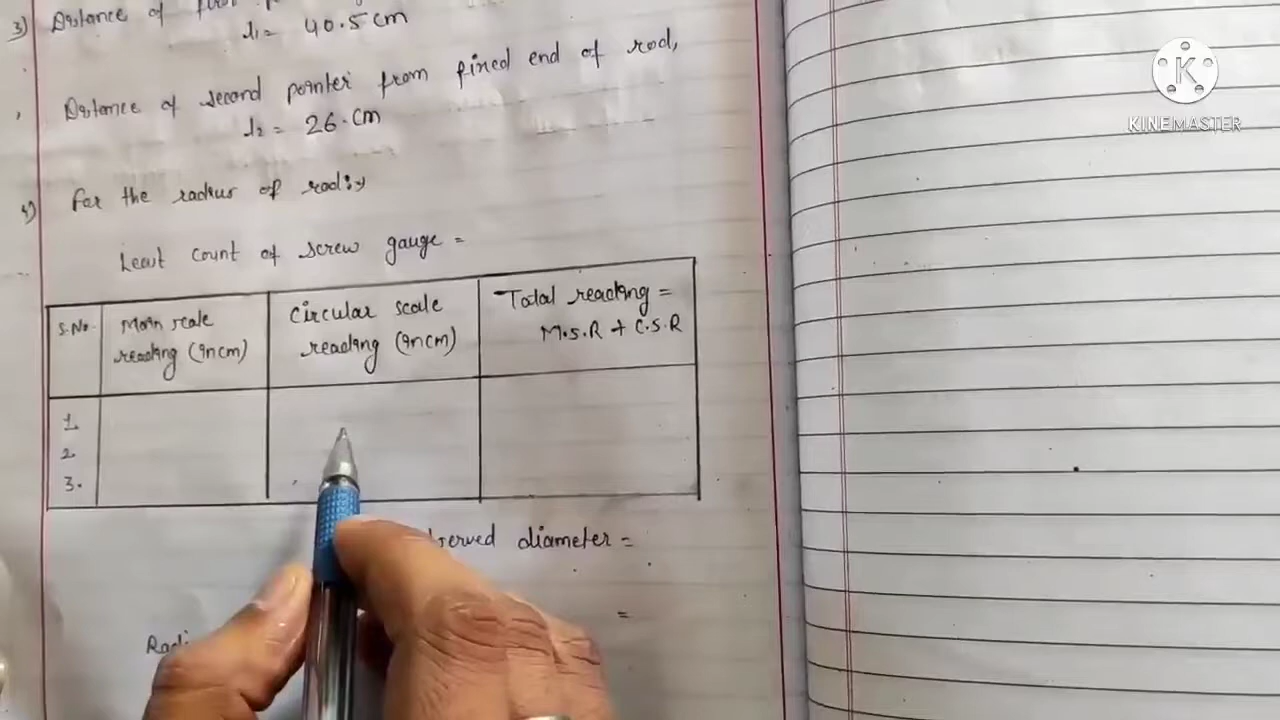 3) Distance of
l1 = 40.5 cm
Distance of second pointer from fixed end of rod,
l2 = 26. cm
4) For the radius of rod:→
Least count of screw gauge =
S.No. Main scale reading (in cm) Circular scale reading (in cm) Total reading = M.S.R + C.S.R
1.
2.
3.
diameter =
=
K
KINEMASTER